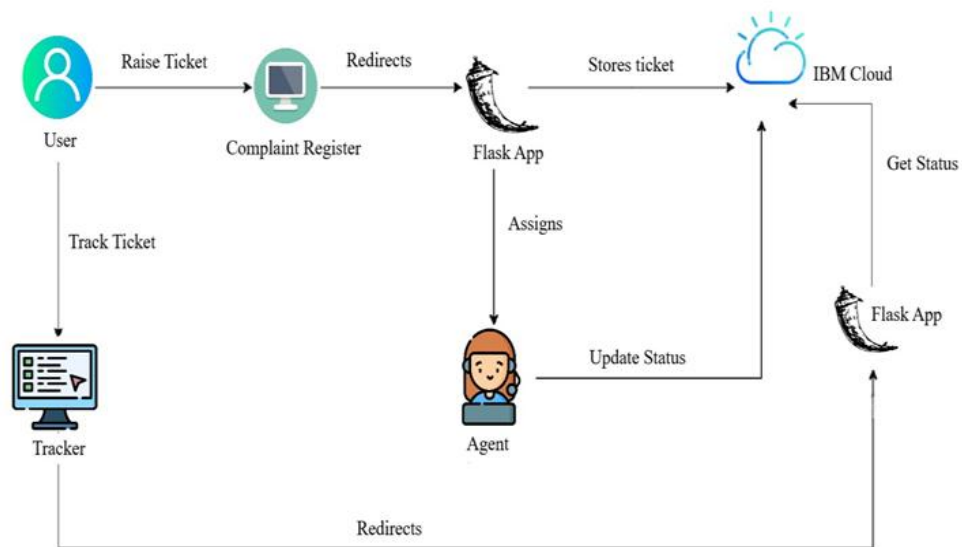 Raise Ticket
Redirects
Stores ticket
IBM Cloud
User
Complaint Register
Flask App
Get Status
Assigns
Track Ticket
Flask App
Update Status
Tracker
Agent
Redirects